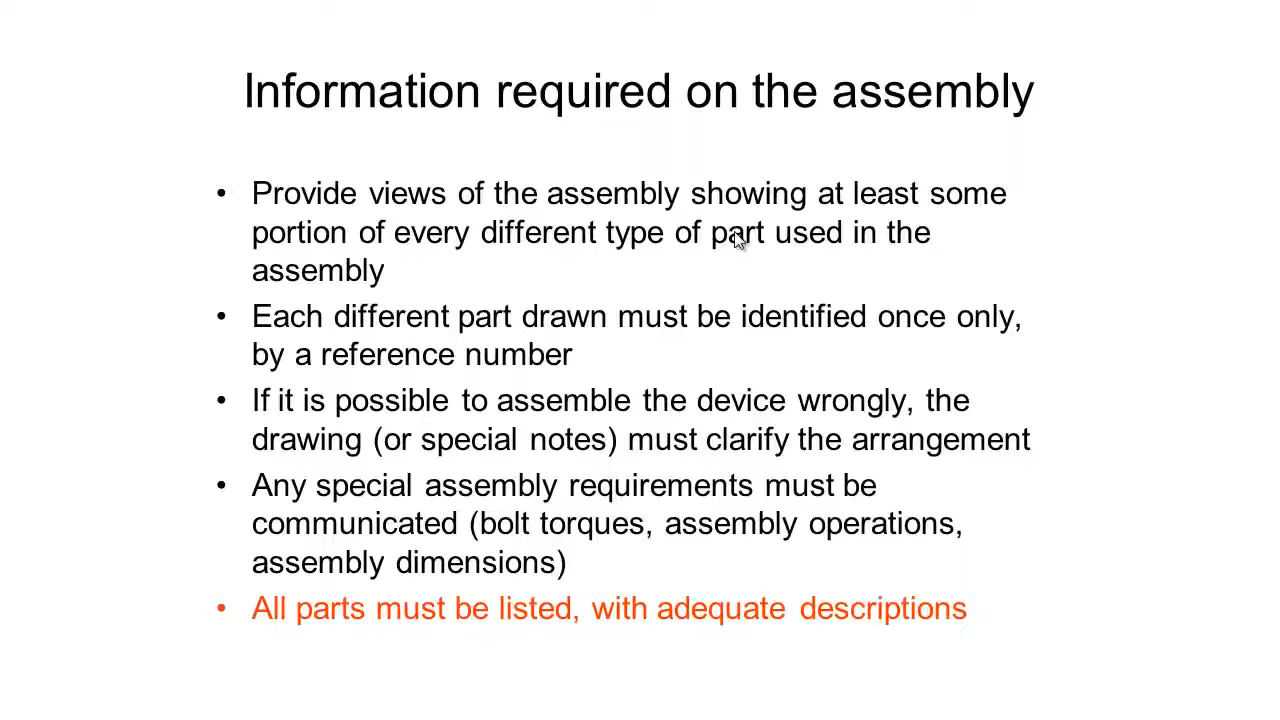 Information required on the assembly
• Provide views of the assembly showing at least some
portion of every different type of part used in the
assembly
• Each different part drawn must be identified once only,
by a reference number
• If it is possible to assemble the device wrongly, the
drawing (or special notes) must clarify the arrangement
• Any special assembly requirements must be
communicated (bolt torques, assembly operations,
assembly dimensions)
• All parts must be listed, with adequate descriptions